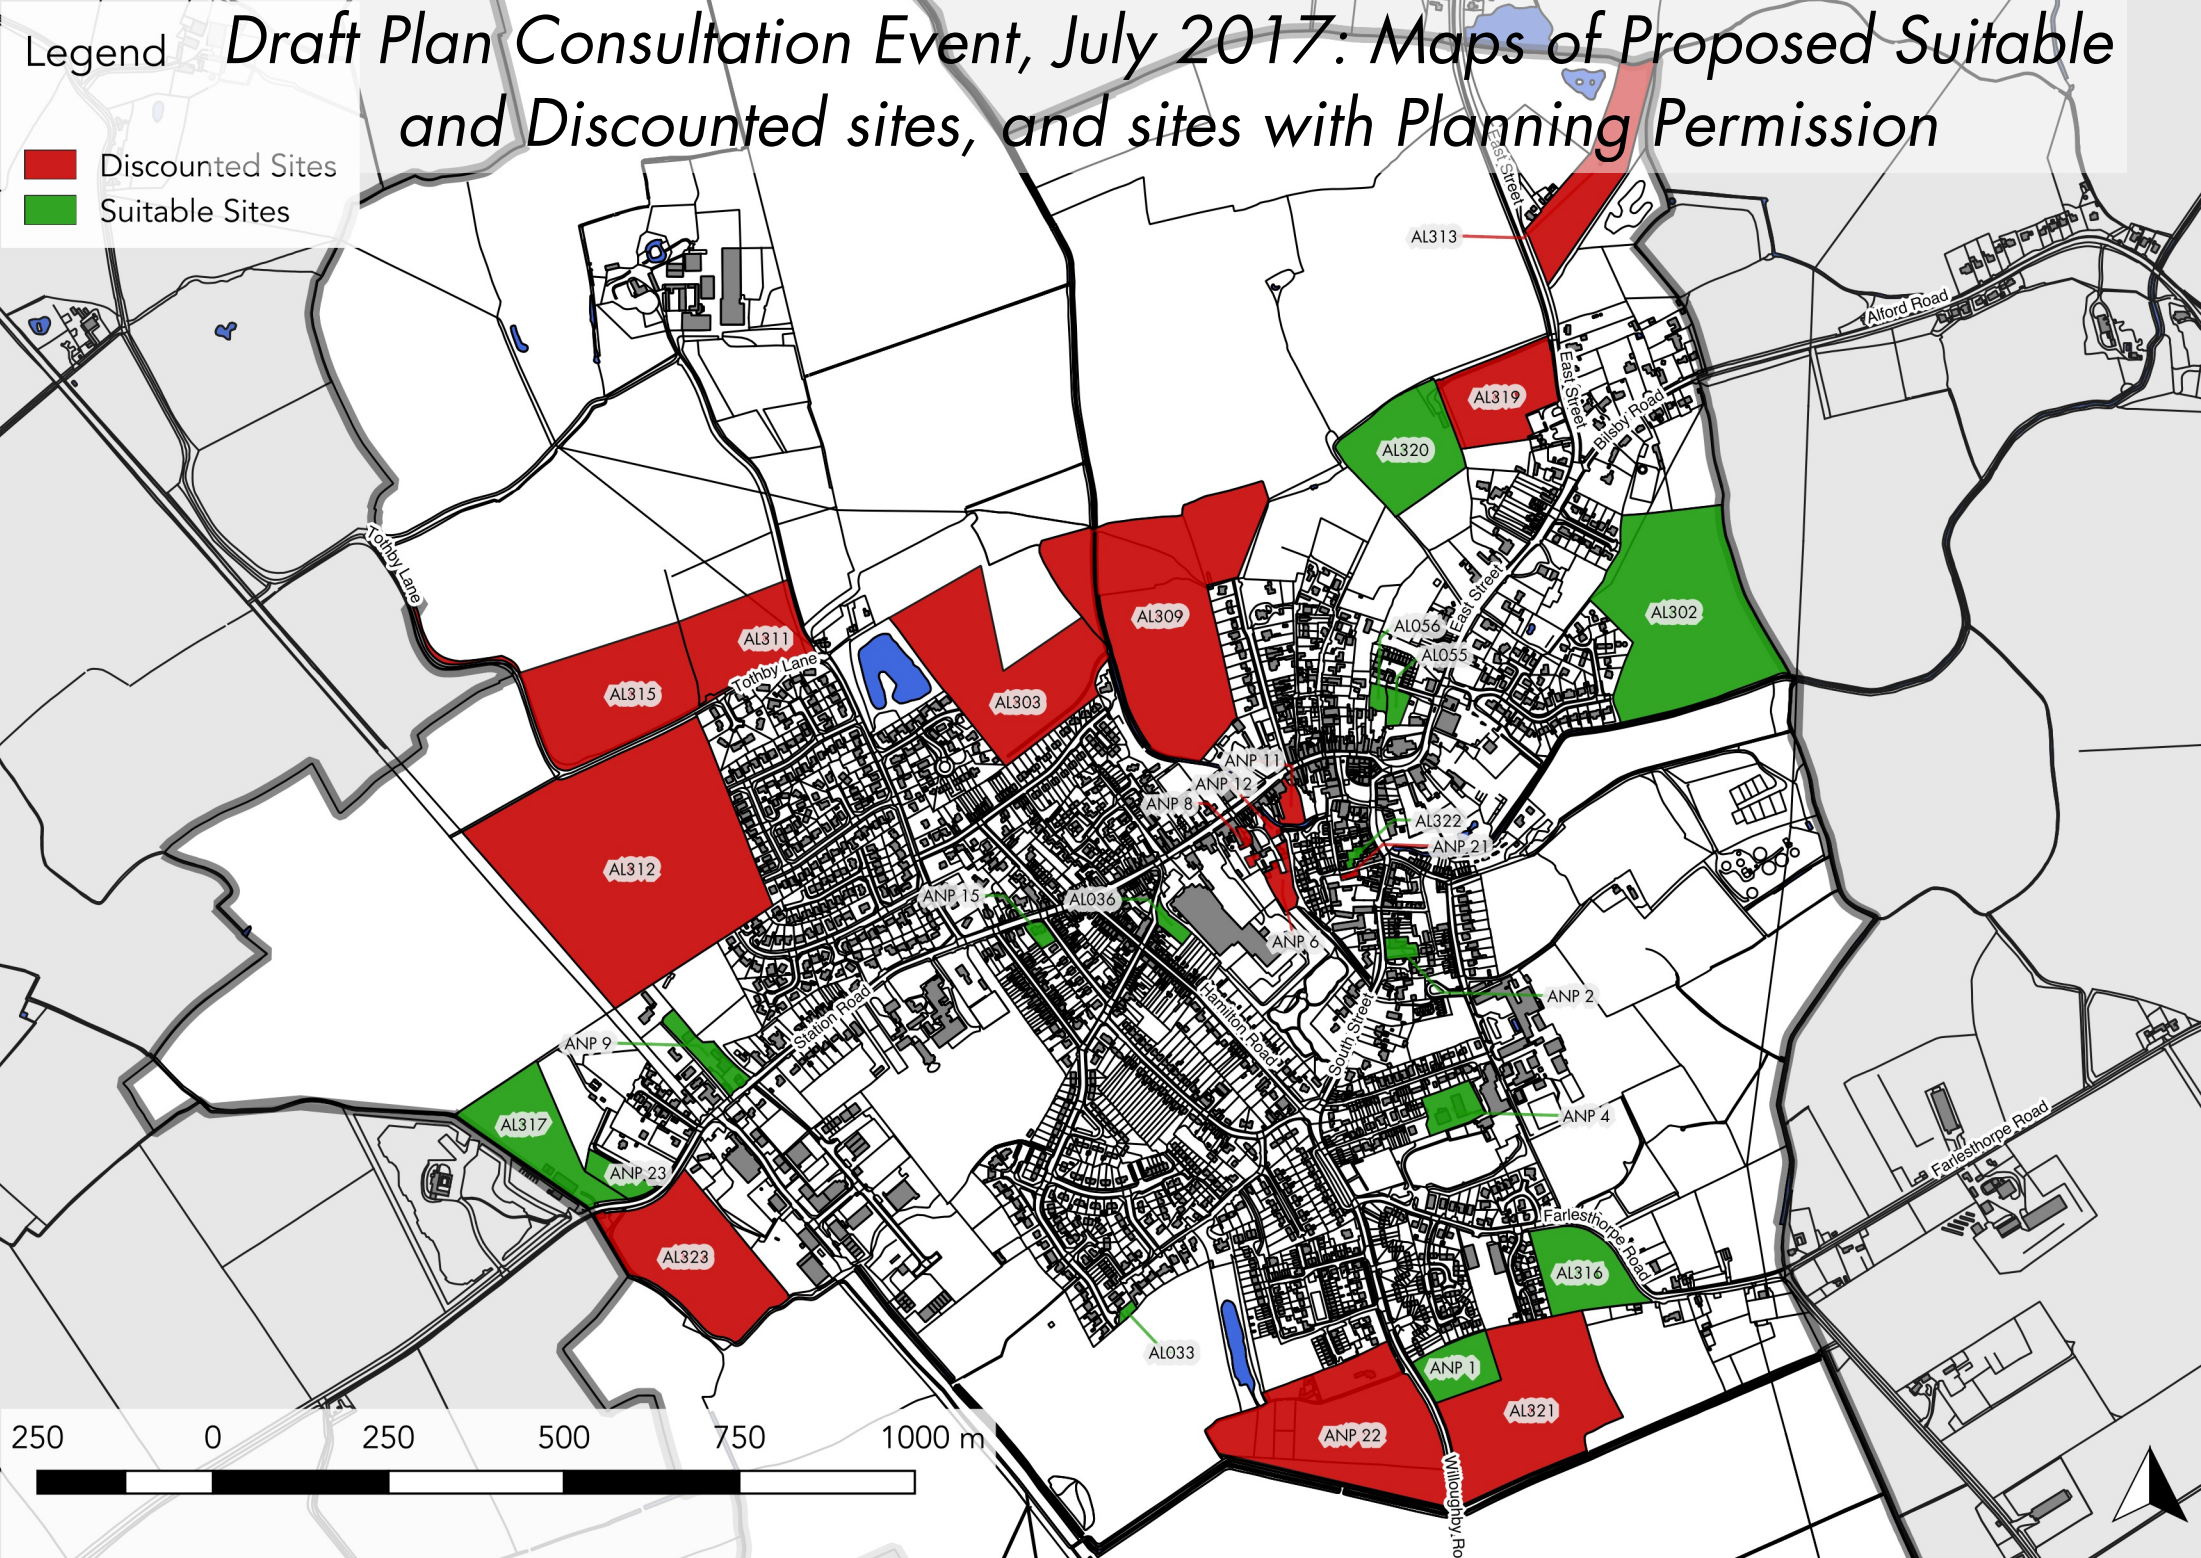 Draft Plan Consultation Event, July 2017: Maps of Proposed Suitable
and Discounted sites, and sites with Planning Permission
Legend
Discounted Sites
Suitable Sites
East Street
AL313
Alford Road
East Street
AL319
Bilsby Road
AL320
Tothby Lane
East Street
AL302
AL309
AL056
AL311
AL055
Tothby Lane
AL315
AL303
ANP 11
ANP 12
ANP 8
AL322
ANP 21
AL312
ANP 15
AL036
ANP 6
ANP 2
Station Road
Hamilton Road
South Street
ANP 9
ANP 4
AL317
Farlesthorpe Road
ANP 23
Farlesthorpe Road
AL323
AL316
AL033
ANP 1
AL321
ANP 22
Willoughby Ro
250 0 250 500 750 1000 m